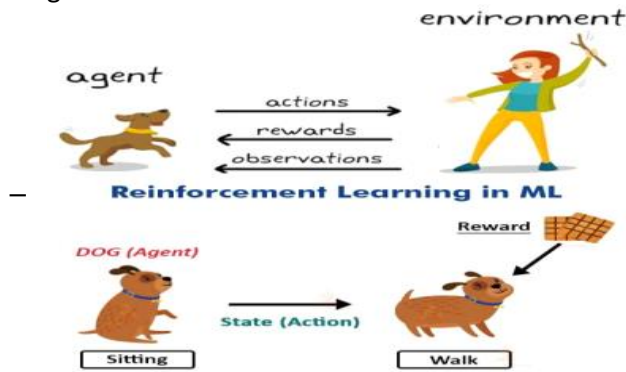 environment
agent
actions
rewards
observations
Reinforcement Learning in ML
Reward
DOG (Agent)
State (Action)
Sitting
Walk